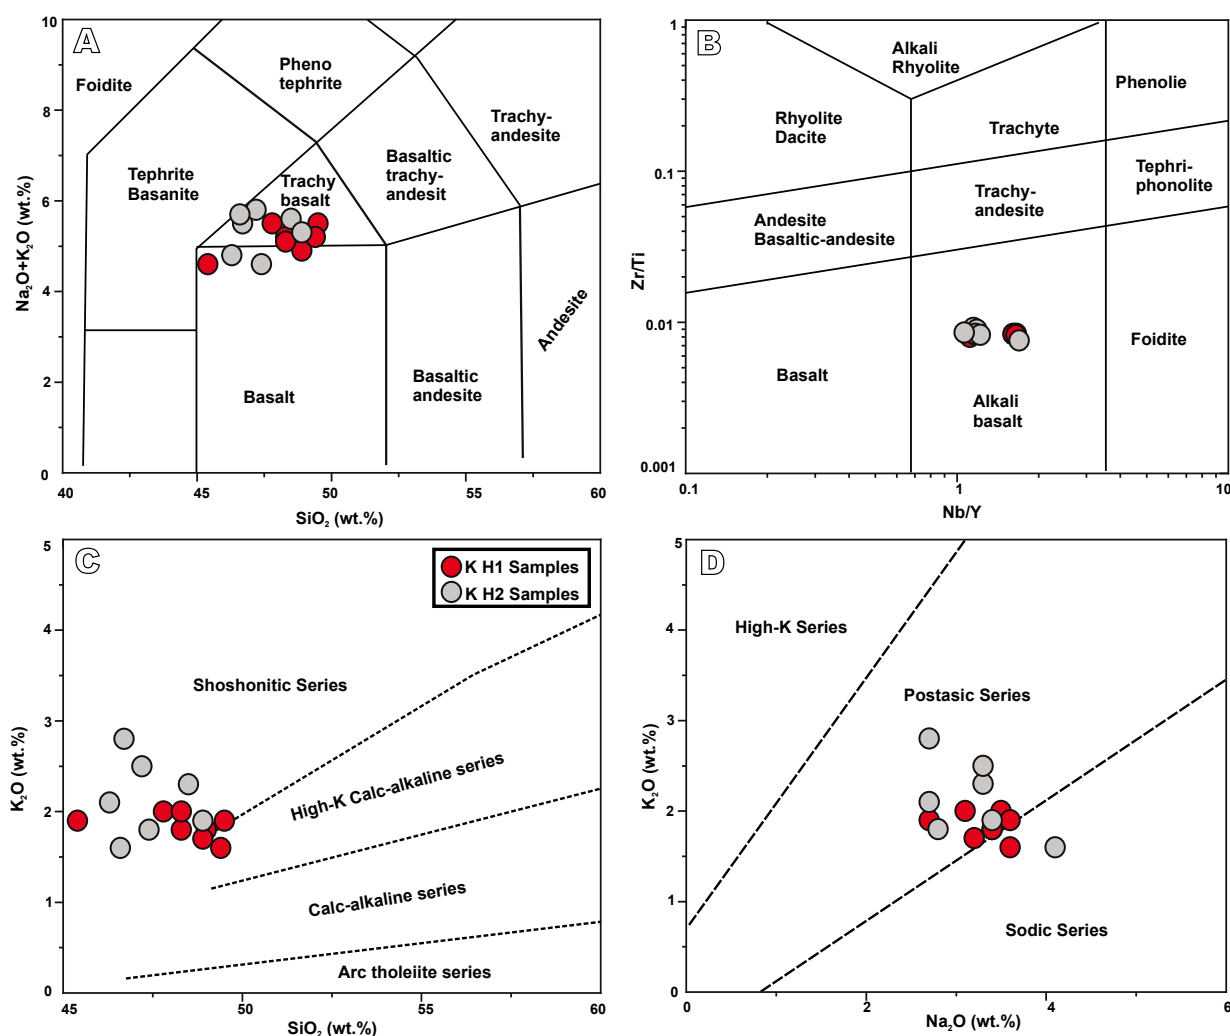 A
10
8
6
4
2
0
Na₂O+K₂O (wt.%)
Foidite
Pheno
tephrite
Trachy-
andesite
Tephrite
Basanite
Trachy
basalt
Basaltic
trachy-
andesit
Basalt
Basaltic
andesite
Andesite
40
45
50
55
60
SiO₂ (wt.%)
B
1
0.1
0.01
0.001
Zr/Ti
Alkali
Rhyolite
Phenolie
Rhyolite
Dacite
Trachyte
Tephri-
phonolite
Trachy-
andesite
Andesite
Basaltic-andesite
Basalt
Alkali
basalt
Foidite
0.1
1
10
Nb/Y
C
5
4
3
2
1
0
K₂O (wt.%)
K H1 Samples
K H2 Samples
Shoshonitic Series
High-K Calc-alkaline series
Calc-alkaline series
Arc tholeiite series
45
50
55
60
SiO₂ (wt.%)
D
5
4
3
2
1
0
K₂O (wt.%)
High-K Series
Postasic Series
Sodic Series
0
2
4
6
Na₂O (wt.%)